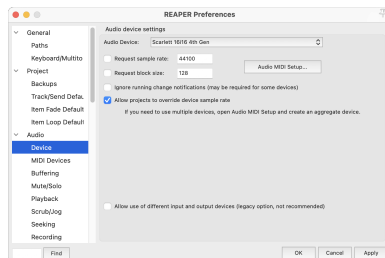 REAPER Preferences
General
Paths
Keyboard/Multito
Project
Backups
Track/Send Defau
Item Fade Default
Item Loop Default
Audio
Device
MIDI Devices
Buffering
Mute/Solo
Playback
Scrub/Jog
Seeking
Recording
Find
Audio device settings
Audio Device: Scarlett 16i16 4th Gen
Request sample rate: 44100
Request block size: 128
Audio MIDI Setup...
Ignore running change notifications (may be required for some devices)
Allow projects to override device sample rate
If you need to use multiple devices, open Audio MIDI Setup and create an aggregate device.
Allow use of different input and output devices (legacy option, not recommended)
OK Cancel Apply